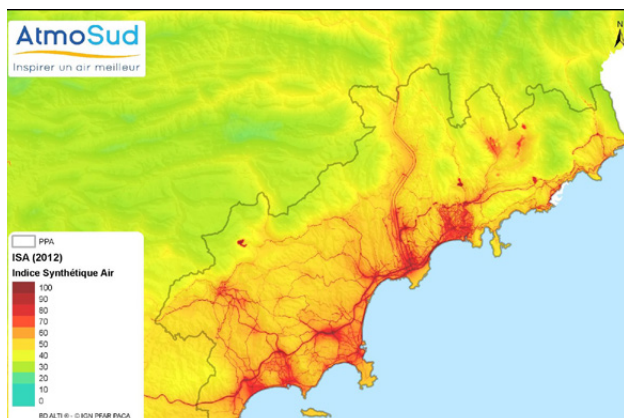 AtmoSud
Inspirer un air meilleur
N
PPA
ISA (2012)
Indice Synthétique Air
100
90
80
70
60
50
40
30
20
10
0
BD ALTI ® - © IGN PFAR PACA